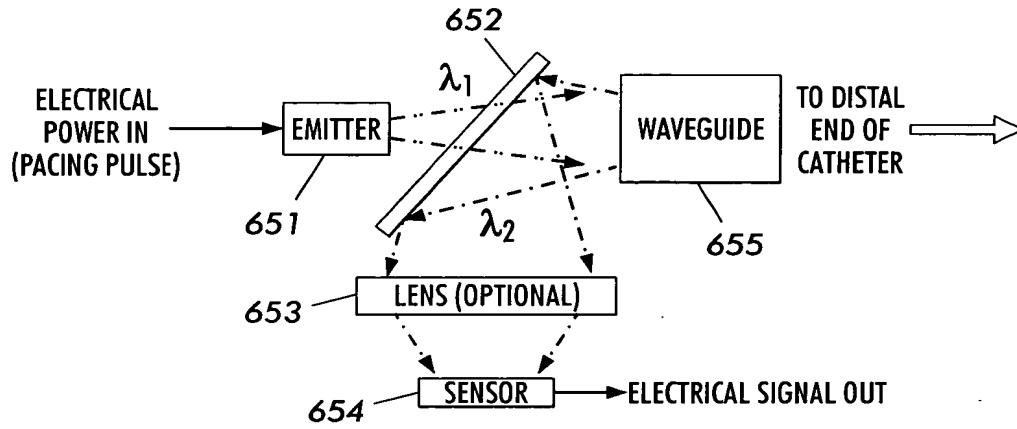 652
λ1
ELECTRICAL
POWER IN
(PACING PULSE)
EMITTER
WAVEGUIDE
TO DISTAL
END OF
CATHETER
651
λ2
655
653
LENS (OPTIONAL)
654
SENSOR
ELECTRICAL SIGNAL OUT